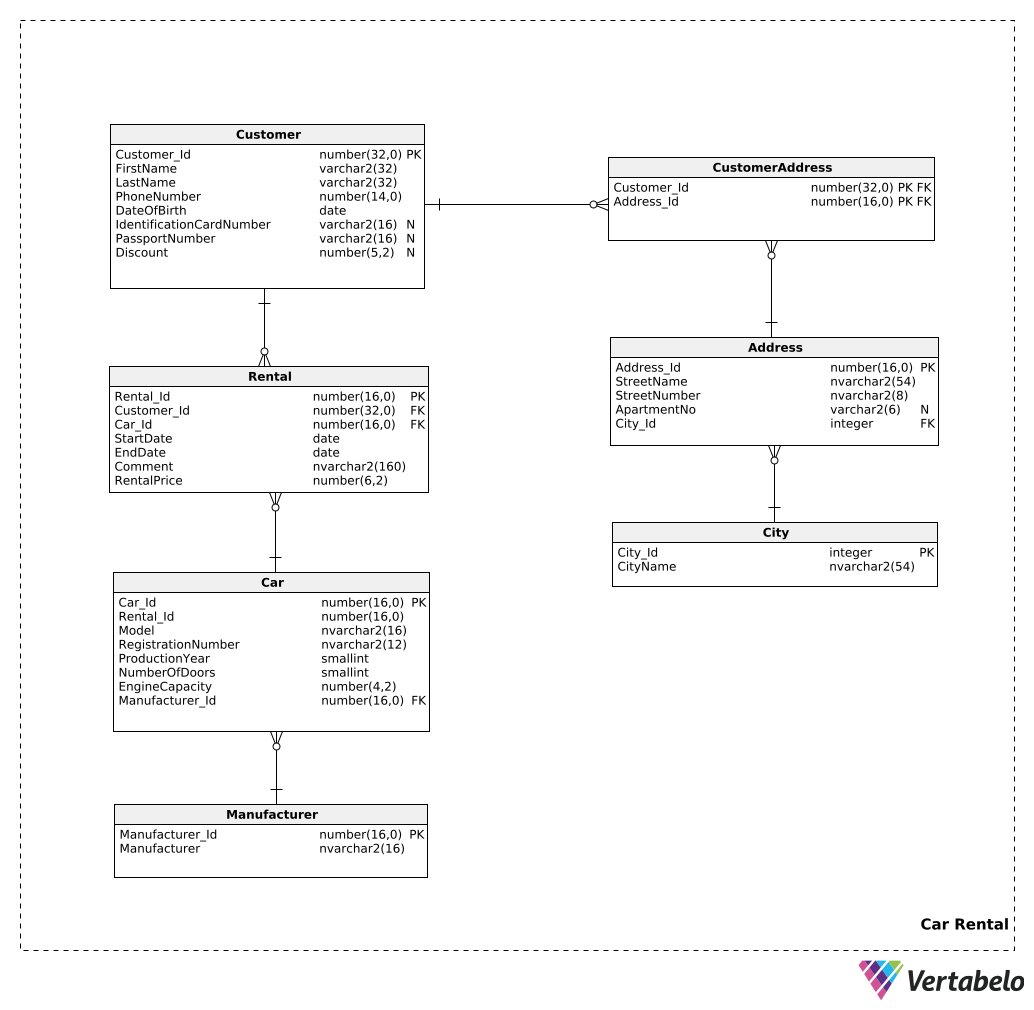 Customer
Customer_Id number(32,0) PK
FirstName varchar2(32)
LastName varchar2(32)
PhoneNumber number(14,0)
DateOfBirth date
IdentificationCardNumber varchar2(16) N
PassportNumber varchar2(16) N
Discount number(5,2) N
CustomerAddress
Customer_Id number(32,0) PK FK
Address_Id number(16,0) PK FK
Rental
Rental_Id number(16,0) PK
Customer_Id number(32,0) FK
Car_Id number(16,0) FK
StartDate date
EndDate date
Comment nvarchar2(160)
RentalPrice number(6,2)
Address
Address_Id number(16,0) PK
StreetName nvarchar2(54)
StreetNumber nvarchar2(8)
ApartmentNo varchar2(6) N
City_Id integer FK
City
City_Id integer PK
CityName nvarchar2(54)
Car
Car_Id number(16,0) PK
Rental_Id number(16,0)
Model nvarchar2(16)
RegistrationNumber nvarchar2(12)
ProductionYear smallint
NumberOfDoors smallint
EngineCapacity number(4,2)
Manufacturer_Id number(16,0) FK
Manufacturer
Manufacturer_Id number(16,0) PK
Manufacturer nvarchar2(16)
Car Rental
Vertabelo